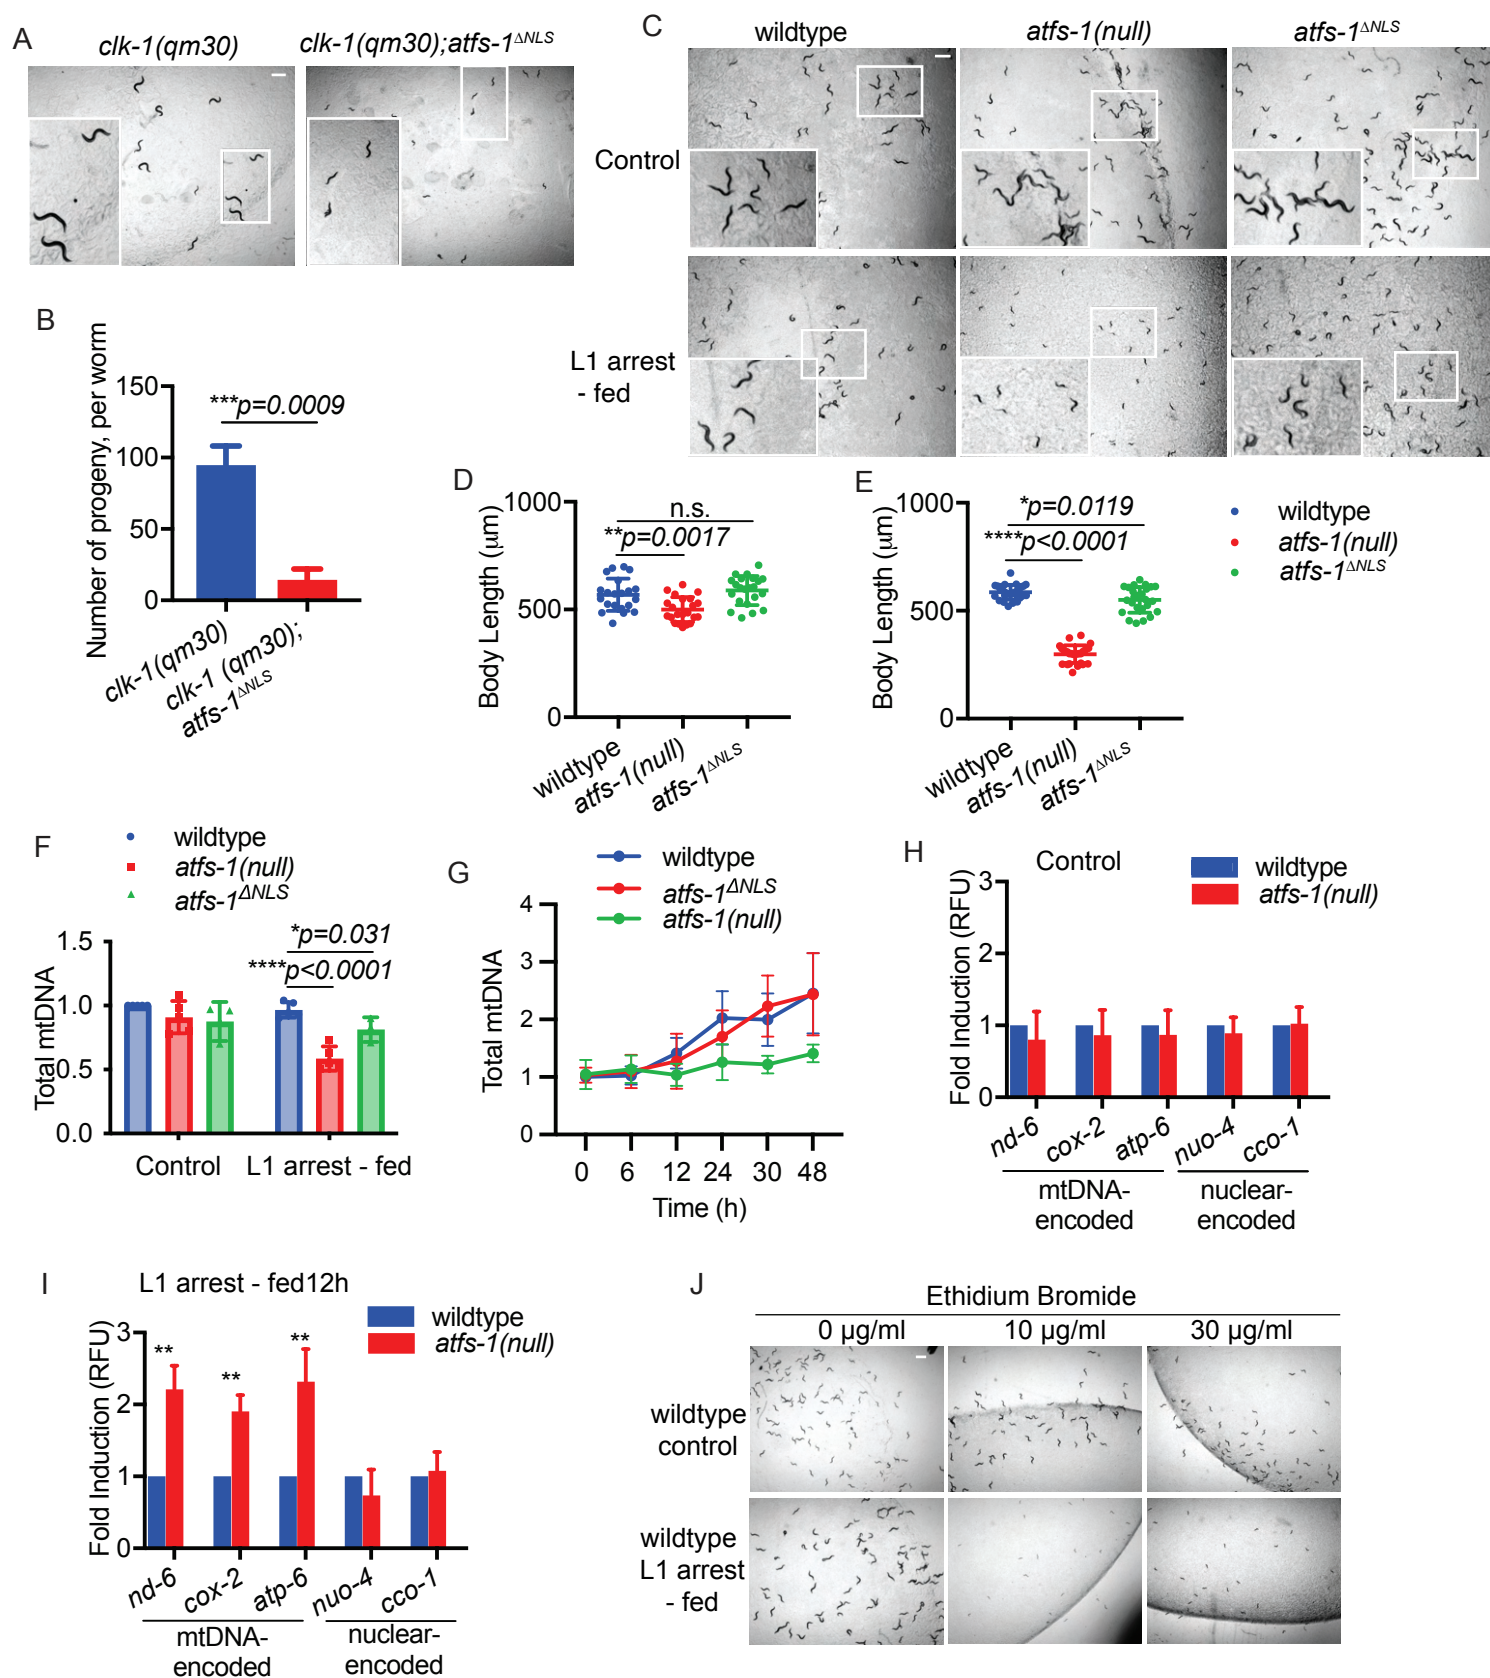 A
clk-1(qm30)
clk-1(qm30);atfs-1ΔNLS
B
Number of progeny, per worm
150
100
50
0
***p=0.0009
clk-1(qm30)
clk-1 (qm30);
atfs-1ΔNLS
C
wildtype
atfs-1(null)
atfs-1ΔNLS
Control
L1 arrest
- fed
D
Body Length (µm)
1000
500
0
n.s.
**p=0.0017
wildtype
atfs-1(null)
atfs-1ΔNLS
E
Body Length (µm)
1000
500
0
*p=0.0119
****p<0.0001
wildtype
atfs-1(null)
atfs-1ΔNLS
wildtype
atfs-1(null)
atfs-1ΔNLS
F
wildtype
atfs-1(null)
atfs-1ΔNLS
Total mtDNA
1.5
1.0
0.5
0.0
*p=0.031
****p<0.0001
Control
L1 arrest - fed
G
wildtype
atfs-1ΔNLS
atfs-1(null)
Total mtDNA
4
3
2
1
0
0 6 12 24 30 48
Time (h)
H
Control
wildtype
atfs-1(null)
Fold Induction (RFU)
3
2
1
0
nd-6
cox-2
atp-6
nuo-4
cco-1
mtDNA-
encoded
nuclear-
encoded
I
L1 arrest - fed12h
wildtype
atfs-1(null)
Fold Induction (RFU)
3
2
1
0
**
**
**
nd-6
cox-2
atp-6
nuo-4
cco-1
mtDNA-
encoded
nuclear-
encoded
J
Ethidium Bromide
0 µg/ml
10 µg/ml
30 µg/ml
wildtype
control
wildtype
L1 arrest
- fed